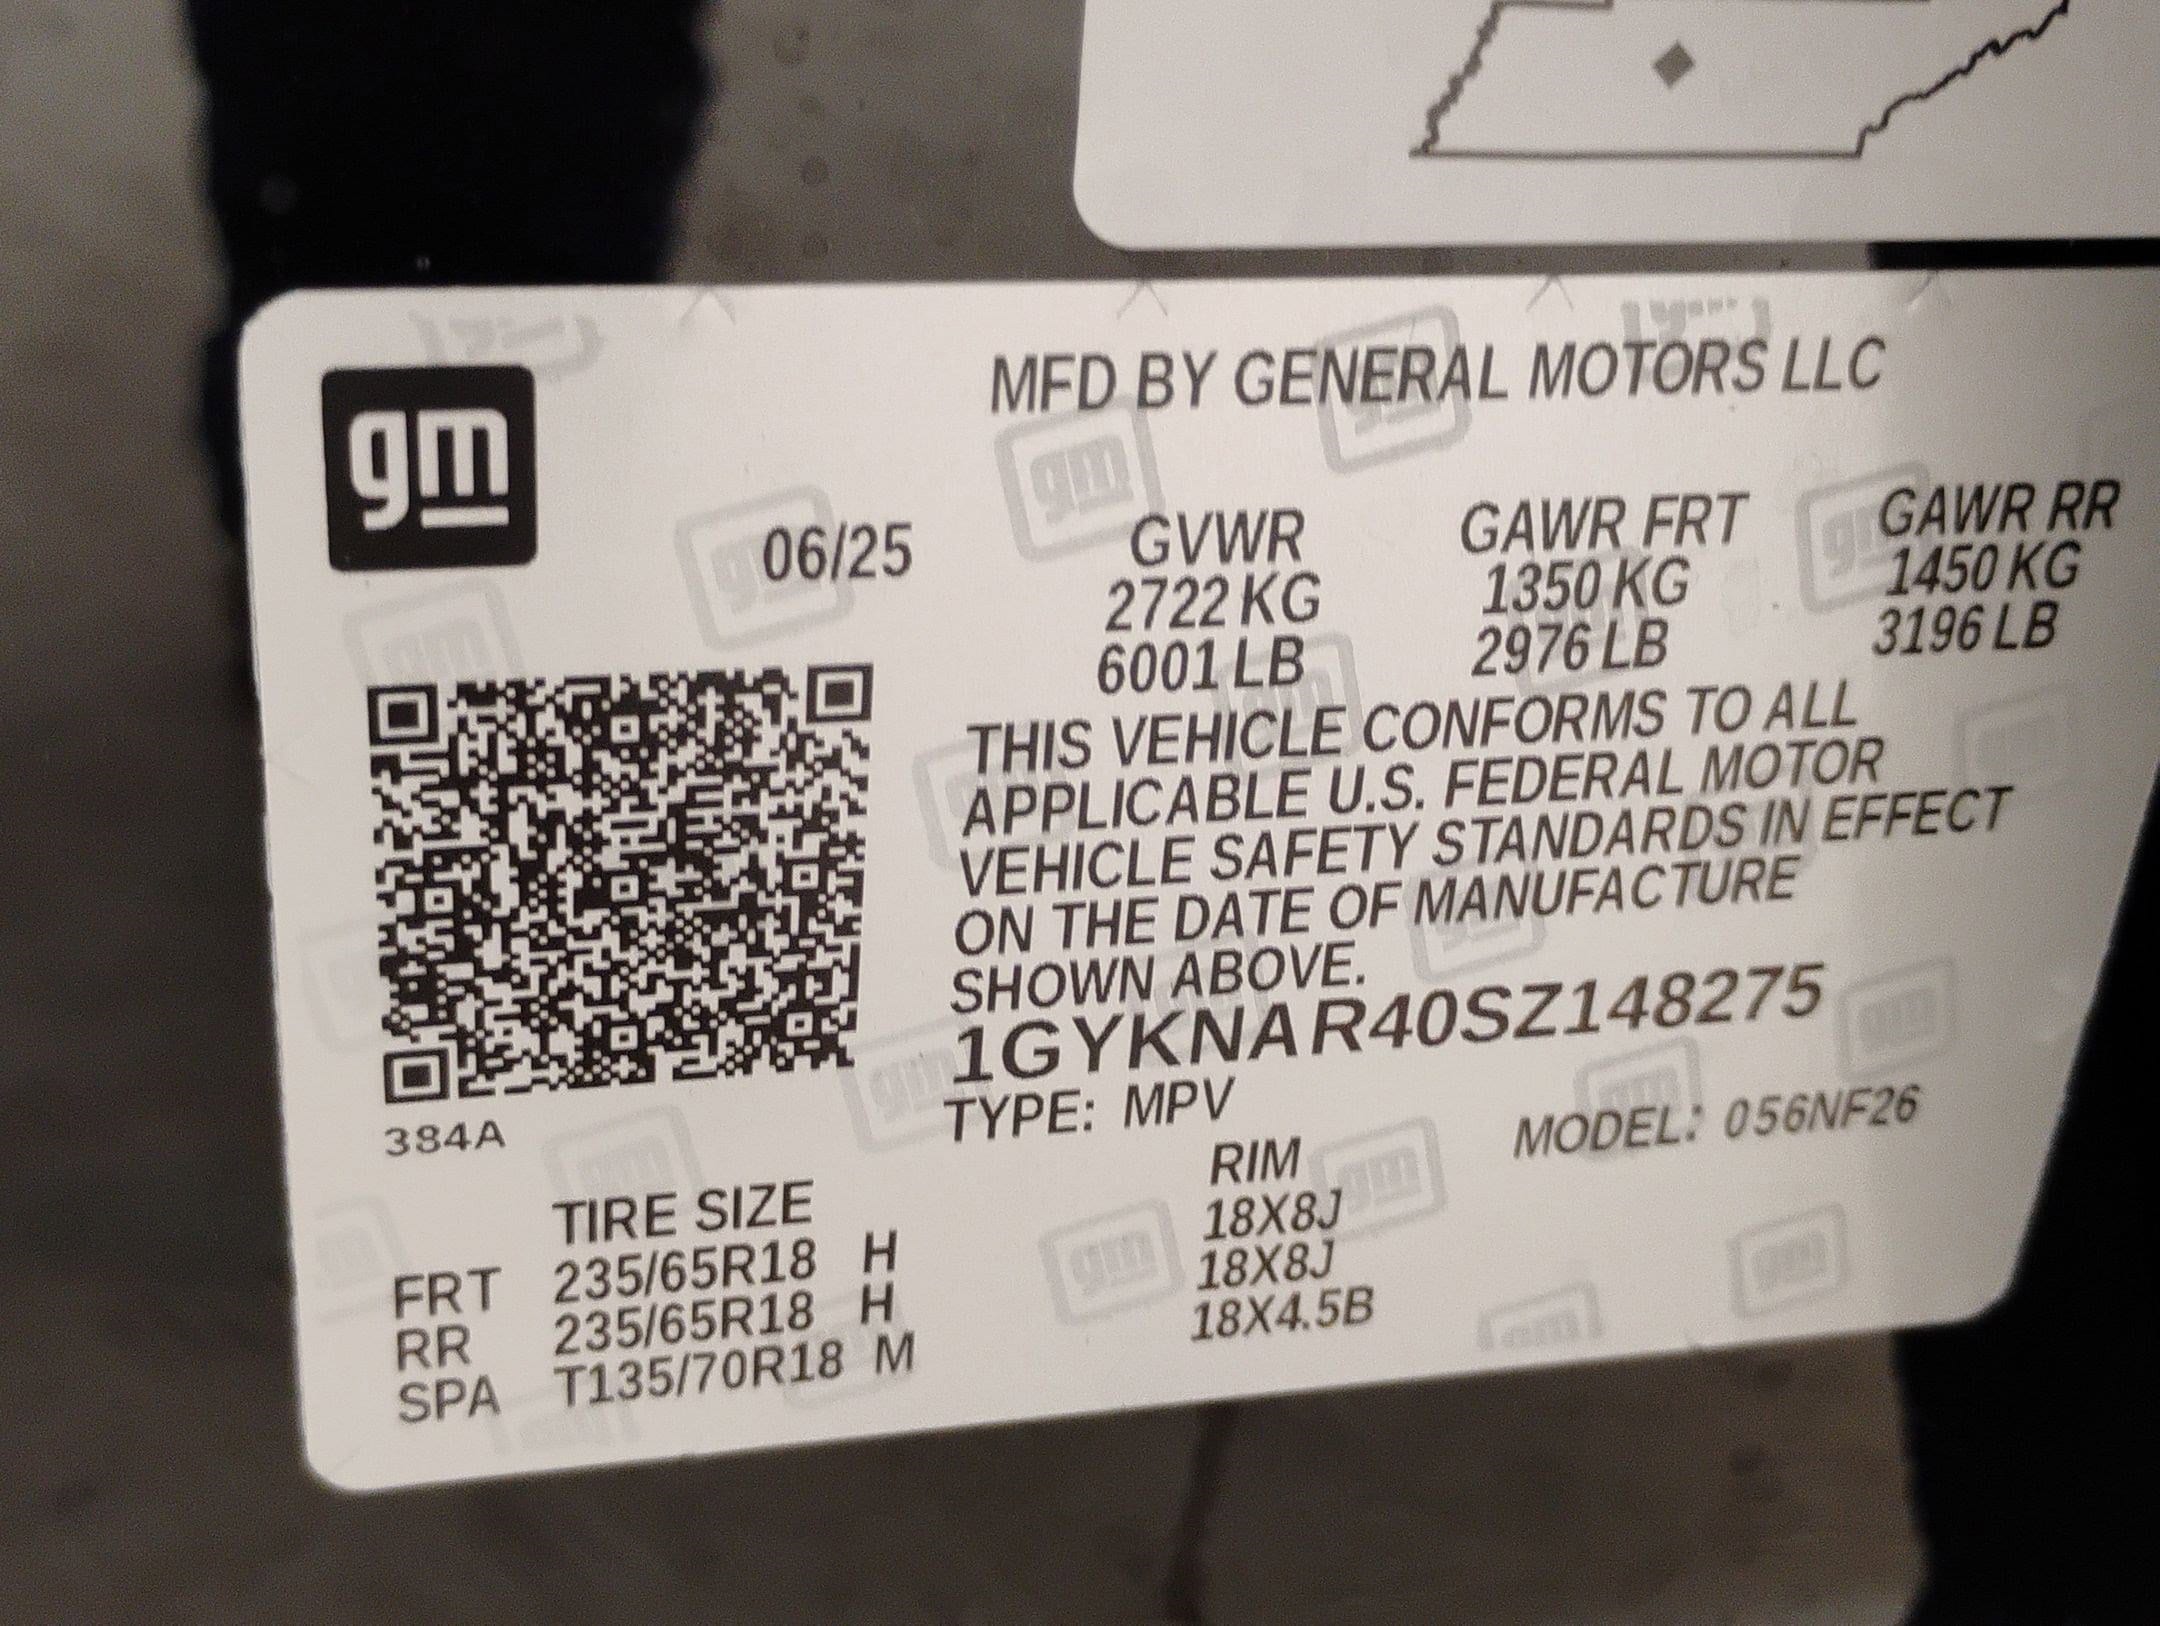 gm
MFD BY GENERAL MOTORS LLC
06/25
GVWR GAWR FRT GAWR RR
2722 KG 1350 KG 1450 KG
6001 LB 2976 LB 3196 LB
THIS VEHICLE CONFORMS TO ALL
APPLICABLE U.S. FEDERAL MOTOR
VEHICLE SAFETY STANDARDS IN EFFECT
ON THE DATE OF MANUFACTURE
SHOWN ABOVE.
1GYKNAR40SZ148275
384A
TYPE: MPV MODEL: 056NF26
TIRE SIZE RIM
FRT 235/65R18 H 18X8J
RR 235/65R18 H 18X8J
SPA T135/70R18 M 18X4.5B